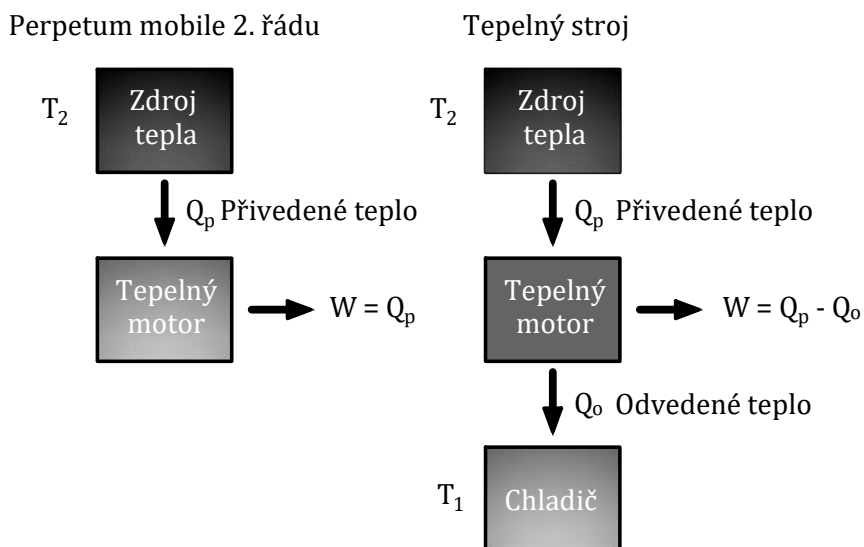 Perpetum mobile 2. řádu
T₂
Zdroj
tepla
Qₚ Přivedené teplo
Tepelný
motor
W = Qₚ
Tepelný stroj
T₂
Zdroj
tepla
Qₚ Přivedené teplo
Tepelný
motor
W = Qₚ - Qₒ
Qₒ Odvedené teplo
T₁
Chladič